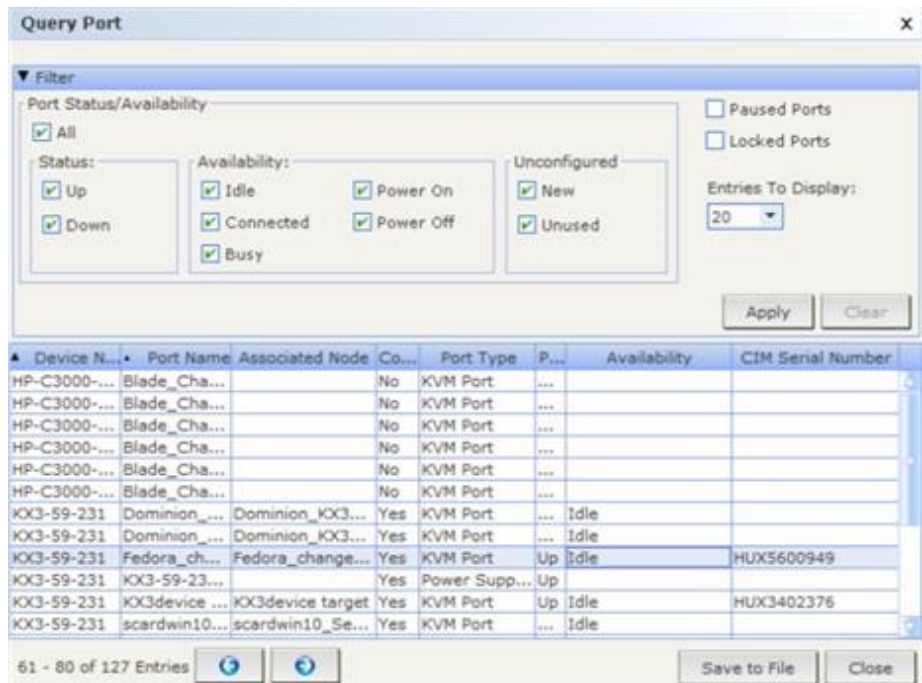 Query Port x
Filter
Port Status/Availability
All
Paused Ports
Locked Ports
Status:
Up
Down
Availability:
Idle
Power On
Connected
Power Off
Busy
Unconfigured
New
Unused
Entries To Display:
20
Apply Clear
Device N... Port Name Associated Node Co... Port Type P... Availability CIM Serial Number
HP-C3000-... Blade_Cha... No KVM Port ...
HP-C3000-... Blade_Cha... No KVM Port ...
HP-C3000-... Blade_Cha... No KVM Port ...
HP-C3000-... Blade_Cha... No KVM Port ...
HP-C3000-... Blade_Cha... No KVM Port ...
HP-C3000-... Blade_Cha... No KVM Port ...
KX3-59-231 Dominion_... Dominion_KX3... Yes KVM Port ... Idle
KX3-59-231 Dominion_... Dominion_KX3... Yes KVM Port ... Idle
KX3-59-231 Fedora_ch... Fedora_change... Yes KVM Port Up Idle HUX5600949
KX3-59-231 KX3-59-23... Yes Power Supp... Up
KX3-59-231 KX3device ... KX3device target Yes KVM Port Up Idle HUX3402376
KX3-59-231 scardwin10... scardwin10_Se... Yes KVM Port ... Idle
61 - 80 of 127 Entries Save to File Close